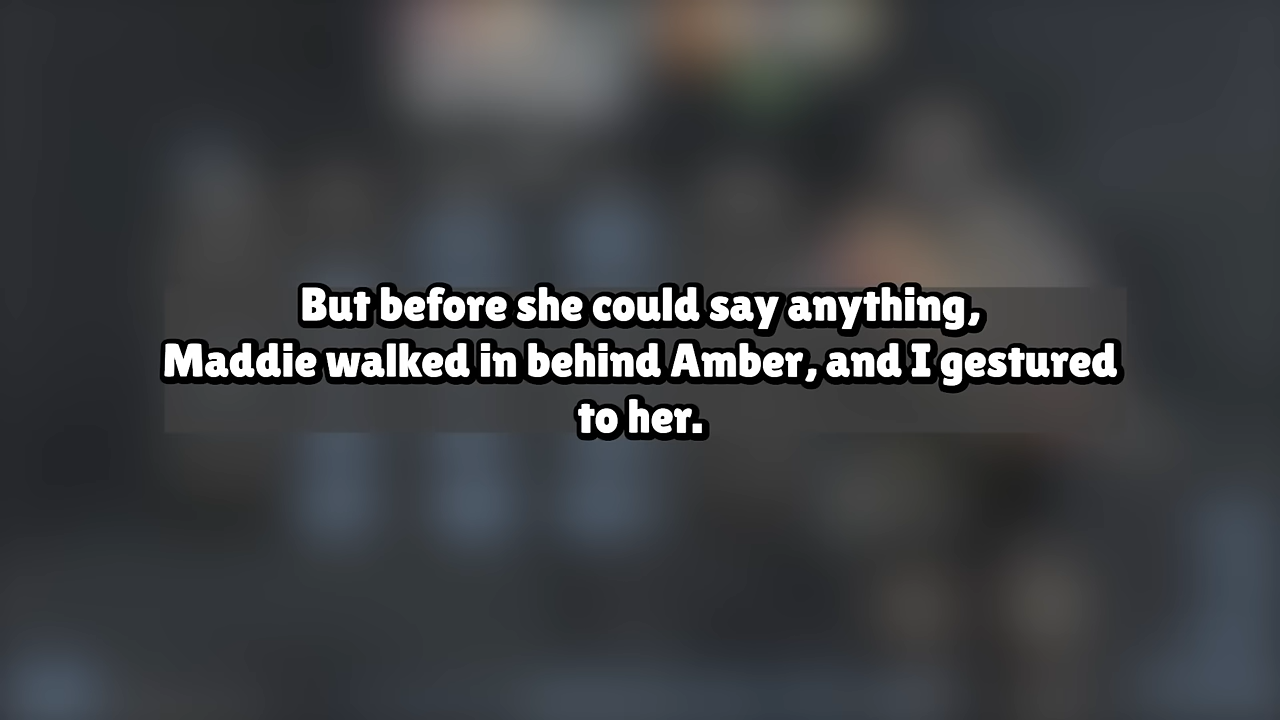 But before she could say anything,
Maddie walked in behind Amber, and I gestured
to her.